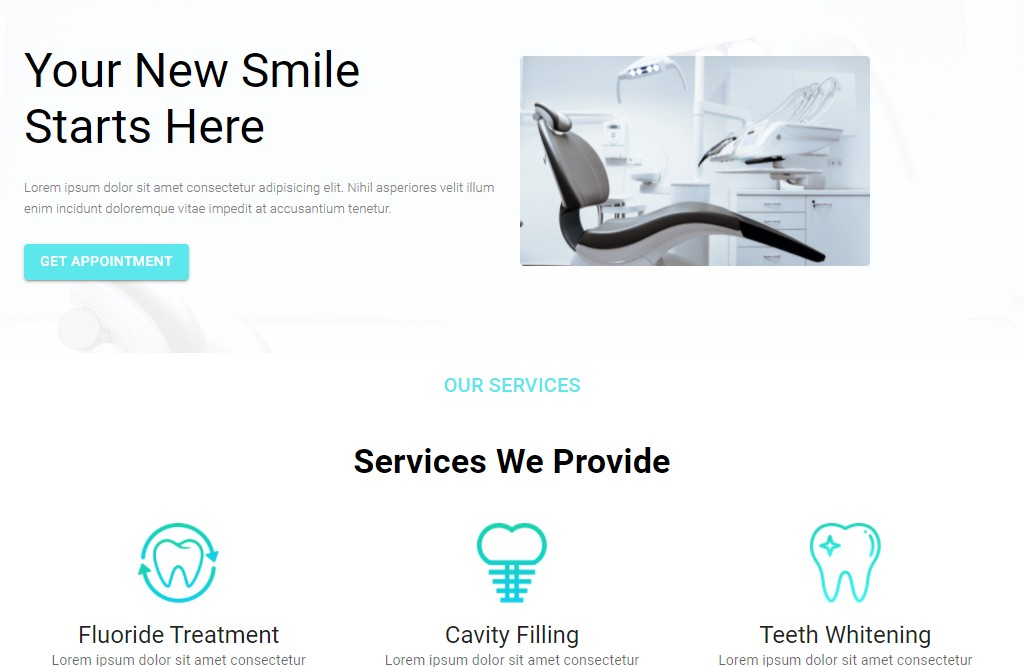 Your New Smile
Starts Here
Lorem ipsum dolor sit amet consectetur adipisicing elit. Nihil asperiores velit illum
enim incidunt doloremque vitae impedit at accusantium tenetur.
GET APPOINTMENT
OUR SERVICES
Services We Provide
Fluoride Treatment
Lorem ipsum dolor sit amet consectetur
Cavity Filling
Lorem ipsum dolor sit amet consectetur
Teeth Whitening
Lorem ipsum dolor sit amet consectetur